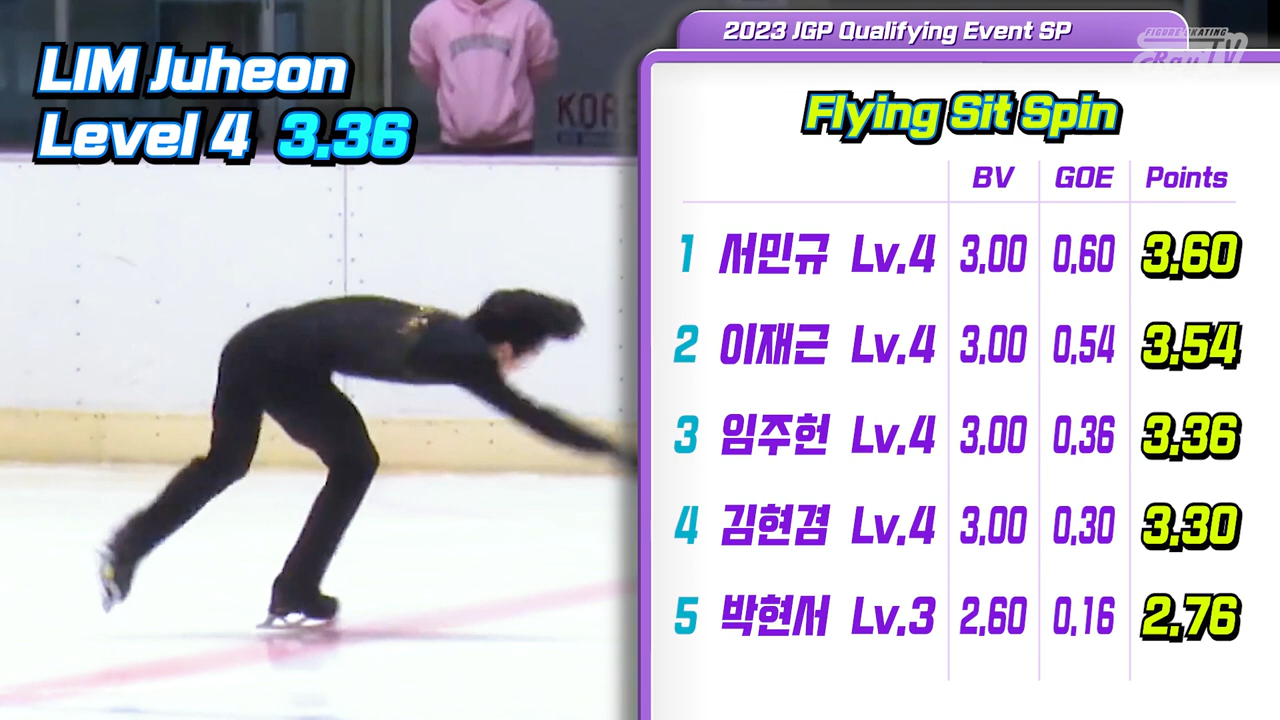 LIM Juheon
Level 4 3.36
KOR
2023 JGP Qualifying Event SP
FIGURE SKATING
RayTV
Flying Sit Spin
BV GOE Points
1 서민규 Lv.4 3.00 0.60 3.60
2 이재근 Lv.4 3.00 0.54 3.54
3 임주헌 Lv.4 3.00 0.36 3.36
4 김현겸 Lv.4 3.00 0.30 3.30
5 박현서 Lv.3 2.60 0.16 2.76